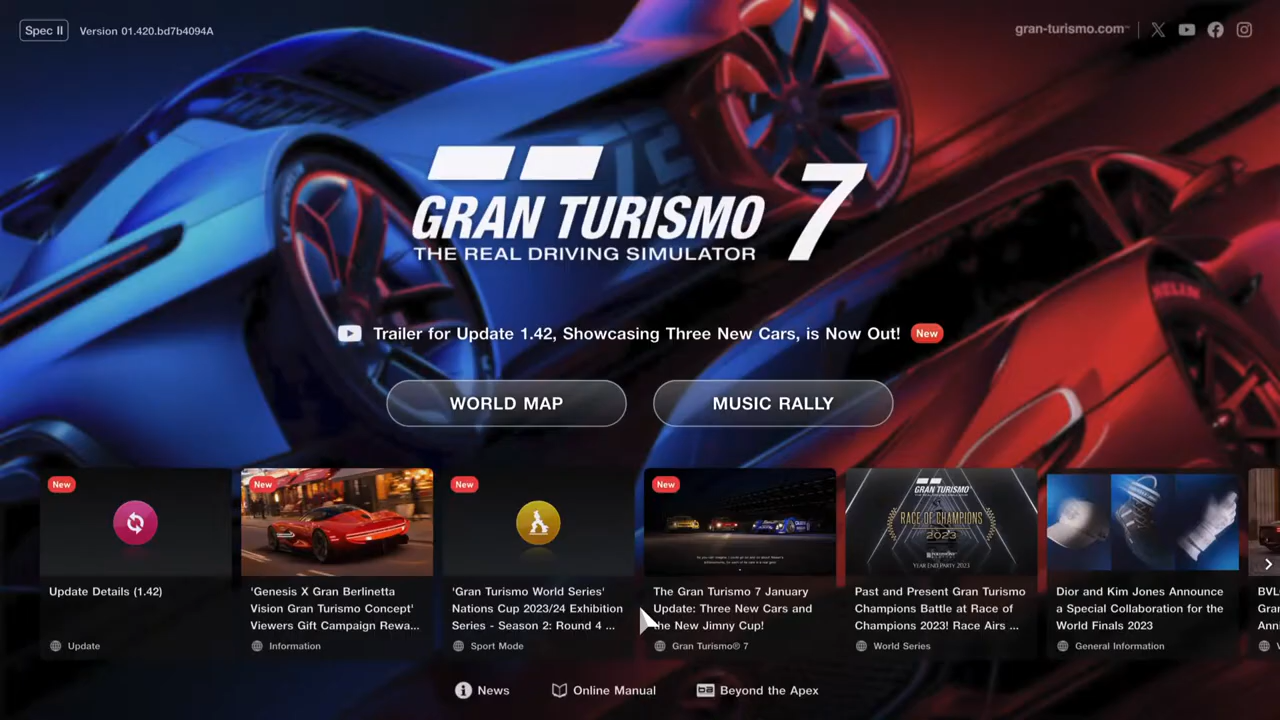 Spec II Version 01.420.bd7b4094A
gran-turismo.com™
GRAN TURISMO 7
THE REAL DRIVING SIMULATOR
Trailer for Update 1.42, Showcasing Three New Cars, is Now Out! New
WORLD MAP
MUSIC RALLY
New
Update Details (1.42)
Update
New
'Genesis X Gran Berlinetta
Vision Gran Turismo Concept'
Viewers Gift Campaign Rewa...
Information
New
'Gran Turismo World Series'
Nations Cup 2023/24 Exhibition
Series - Season 2: Round 4 ...
Sport Mode
New
The Gran Turismo 7 January
Update: Three New Cars and
the New Jimny Cup!
Gran Turismo® 7
GRAN TURISMO
RACE OF CHAMPIONS
2023
YEAR END PARTY 2023
Past and Present Gran Turismo
Champions Battle at Race of
Champions 2023! Race Airs ...
World Series
Dior and Kim Jones Announce
a Special Collaboration for the
World Finals 2023
General Information
News
Online Manual
Beyond the Apex